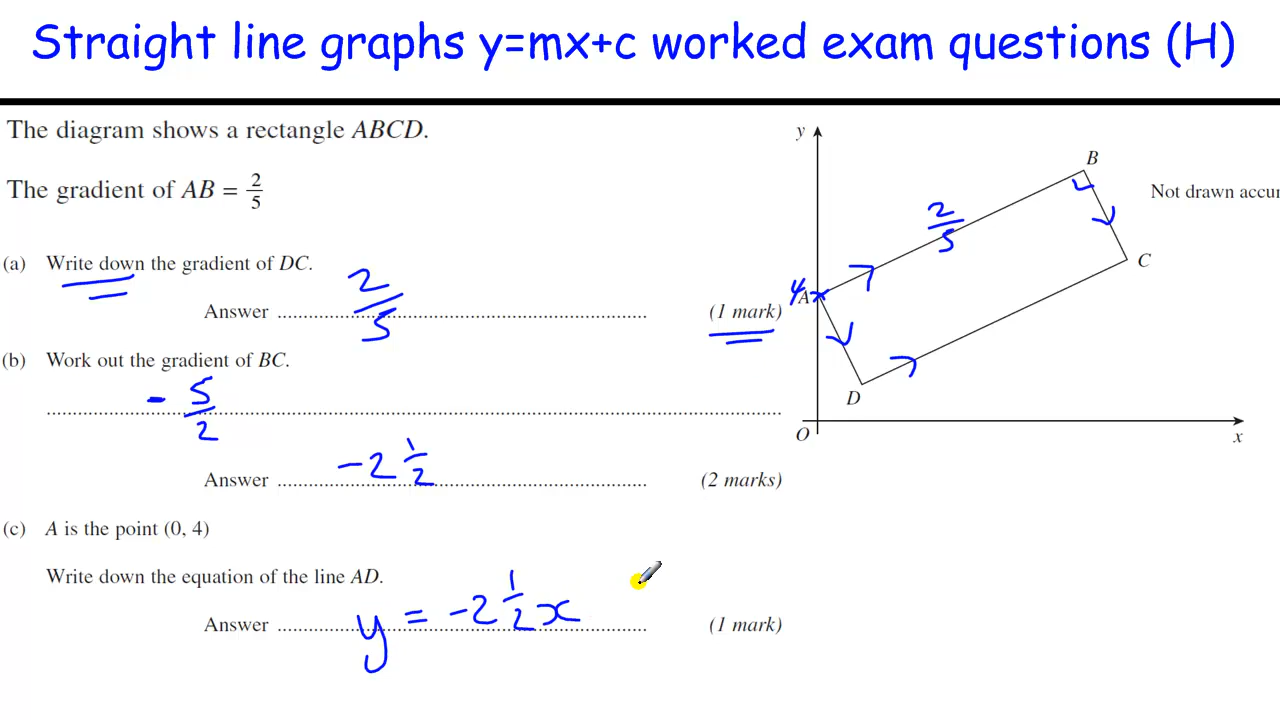 Straight line graphs y=mx+c worked exam questions (H)
The diagram shows a rectangle ABCD.
The gradient of AB = 2/5
(a) Write down the gradient of DC.
2/5
Answer ........................................ (1 mark)
(b) Work out the gradient of BC.
- 5/2
-2 1/2
Answer ........................................ (2 marks)
(c) A is the point (0, 4)
Write down the equation of the line AD.
y = -2 1/2 x
Answer ........................................ (1 mark)
y
B
Not drawn accur
2/5
C
4
A
D
O
x